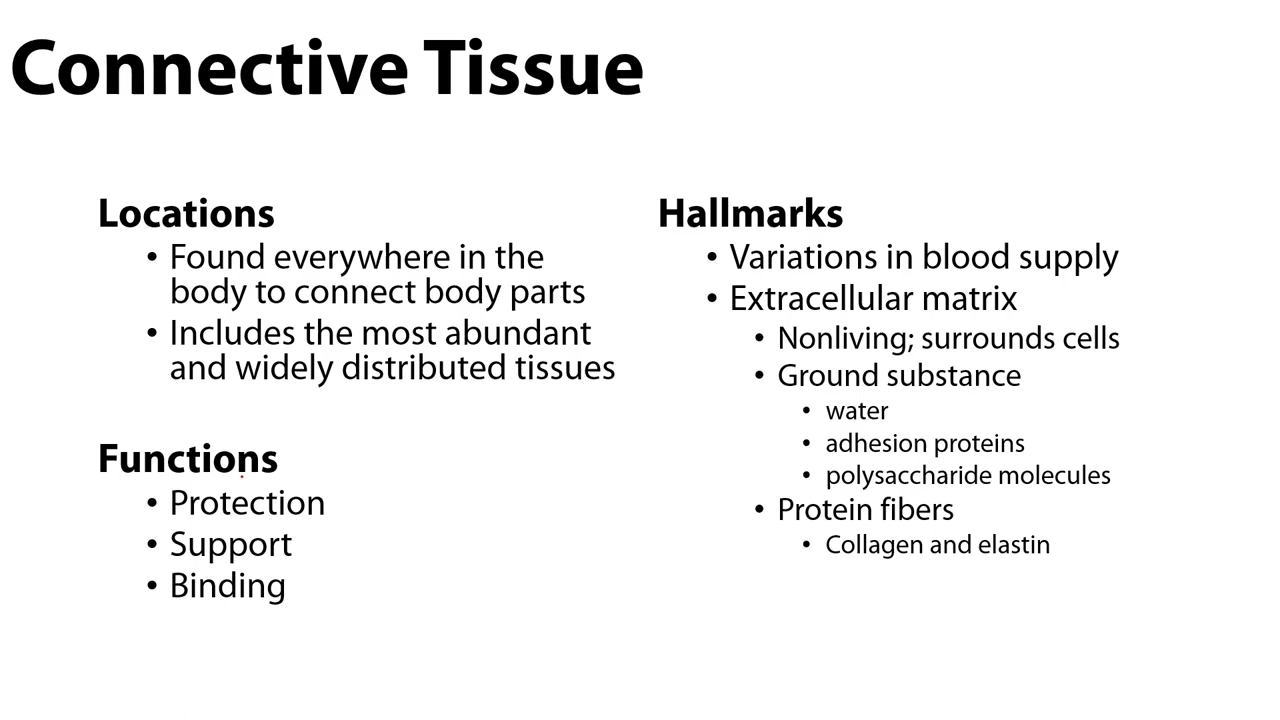 Connective Tissue
Locations
• Found everywhere in the
body to connect body parts
• Includes the most abundant
and widely distributed tissues
Functions
• Protection
• Support
• Binding
Hallmarks
• Variations in blood supply
• Extracellular matrix
• Nonliving; surrounds cells
• Ground substance
• water
• adhesion proteins
• polysaccharide molecules
• Protein fibers
• Collagen and elastin